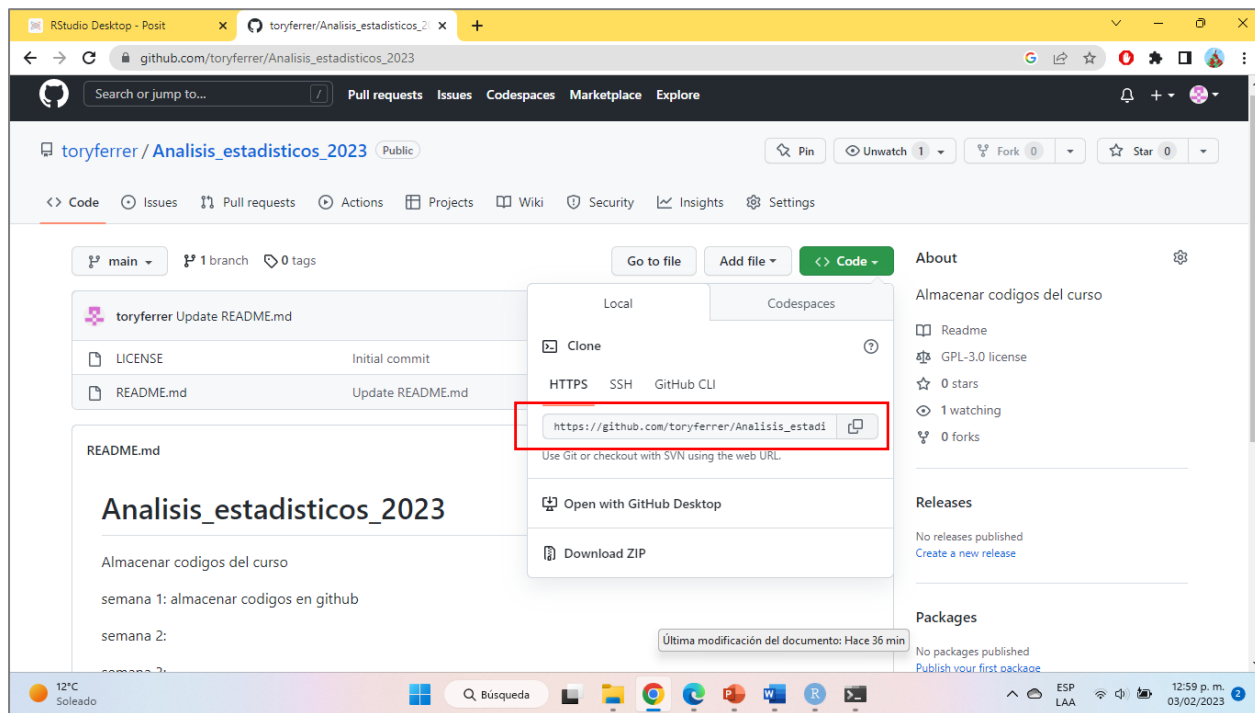 RStudio Desktop - Posit
toryferrer/Analisis_estadisticos_2
github.com/toryferrer/Analisis_estadisticos_2023
Search or jump to... / Pull requests Issues Codespaces Marketplace Explore
toryferrer / Analisis_estadisticos_2023 Public
Pin Unwatch 1 Fork 0 Star 0
<> Code Issues Pull requests Actions Projects Wiki Security Insights Settings
main 1 branch 0 tags Go to file Add file <> Code
toryferrer Update README.md
LICENSE Initial commit
README.md Update README.md
README.md
Analisis_estadisticos_2023
Almacenar codigos del curso
semana 1: almacenar codigos en github
semana 2:
Local Codespaces
Clone
HTTPS SSH GitHub CLI
https://github.com/toryferrer/Analisis_estadi
Use Git or checkout with SVN using the web URL.
Open with GitHub Desktop
Download ZIP
Última modificación del documento: Hace 36 min
About
Almacenar codigos del curso
Readme
GPL-3.0 license
0 stars
1 watching
0 forks
Releases
No releases published
Create a new release
Packages
No packages published
Publish your first package
12°C
Soleado
Búsqueda
ESP
LAA
12:59 p. m.
03/02/2023
2